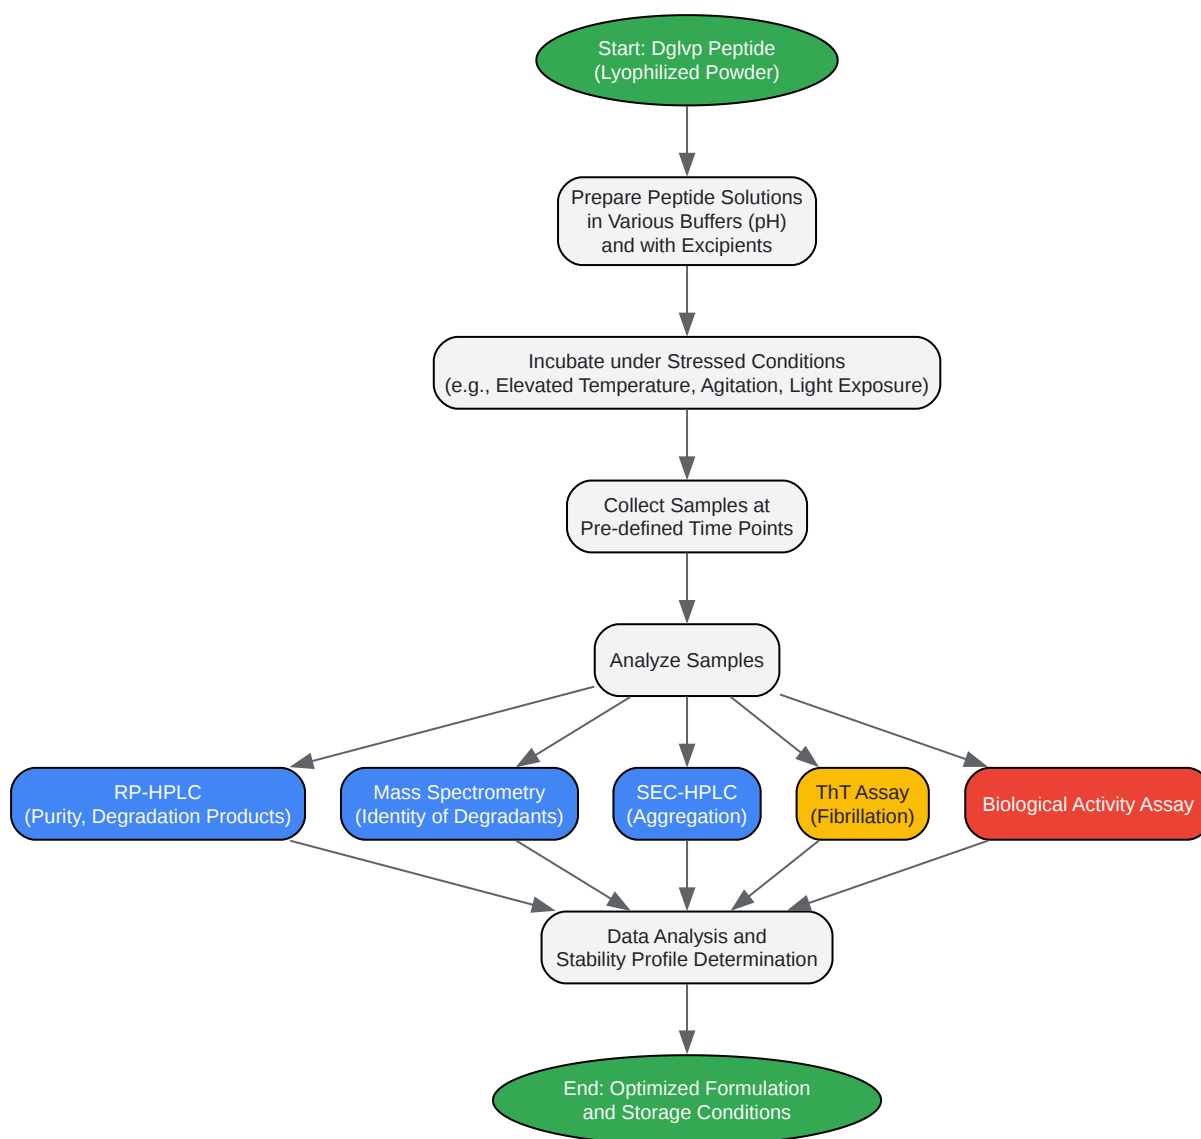 Start: Dglvp Peptide
(Lyophilized Powder)
Prepare Peptide Solutions
in Various Buffers (pH)
and with Excipients
Incubate under Stressed Conditions
(e.g., Elevated Temperature, Agitation, Light Exposure)
Collect Samples at
Pre-defined Time Points
Analyze Samples
RP-HPLC
(Purity, Degradation Products)
Mass Spectrometry
(Identity of Degradants)
SEC-HPLC
(Aggregation)
ThT Assay
(Fibrillation)
Biological Activity Assay
Data Analysis and
Stability Profile Determination
End: Optimized Formulation
and Storage Conditions